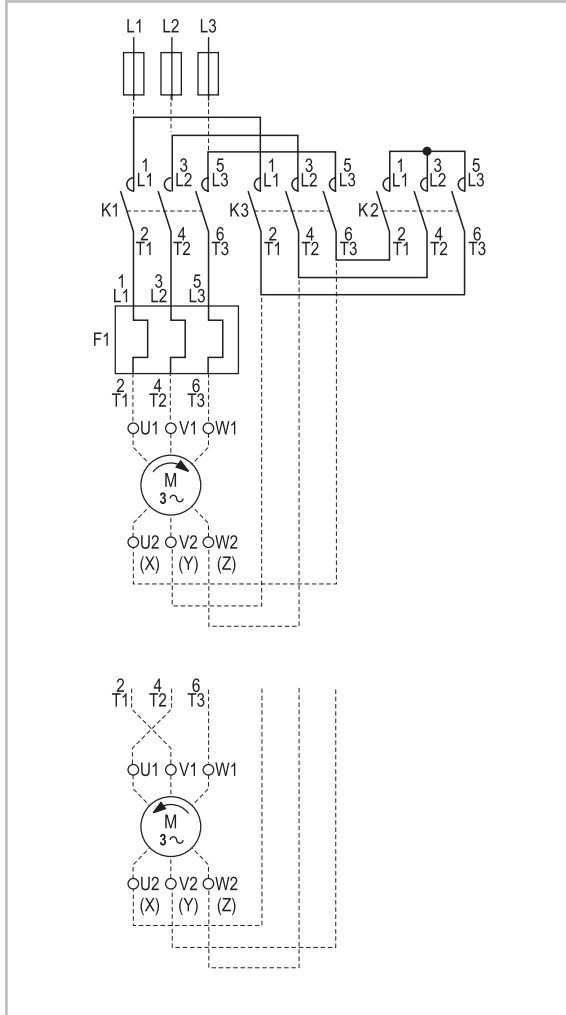 L1 L2 L3
1 3 5 1 3 5 1 3 5
L1 L2 L3 L1 L2 L3 L1 L2 L3
K1 K3 K2
2 4 6 2 4 6 2 4 6
T1 T2 T3 T1 T2 T3 T1 T2 T3
1 3 5
L1 L2 L3
F1
2 4 6
T1 T2 T3
U1 V1 W1
M
3~
U2 V2 W2
(X) (Y) (Z)
2 4 6
T1 T2 T3
U1 V1 W1
M
3~
U2 V2 W2
(X) (Y) (Z)